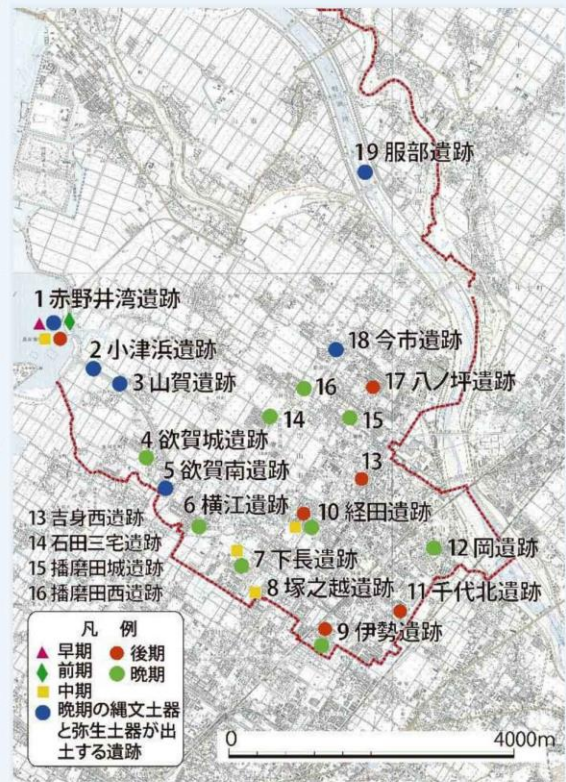 19 服部遺跡
1 赤野井湾遺跡
18 今市遺跡
2 小津浜遺跡
3 山賀遺跡
16
17 八ノ坪遺跡
14
15
4 欲賀城遺跡
13
5 欲賀南遺跡
6 横江遺跡
10 経田遺跡
12 岡遺跡
7 下長遺跡
8 塚之越遺跡
11 千代北遺跡
9 伊勢遺跡
13 吉身西遺跡
14 石田三宅遺跡
15 播磨田城遺跡
16 播磨田西遺跡
凡 例
早期
後期
前期
晩期
中期
晩期の縄文土器
と弥生土器が出
土する遺跡
0 4000m